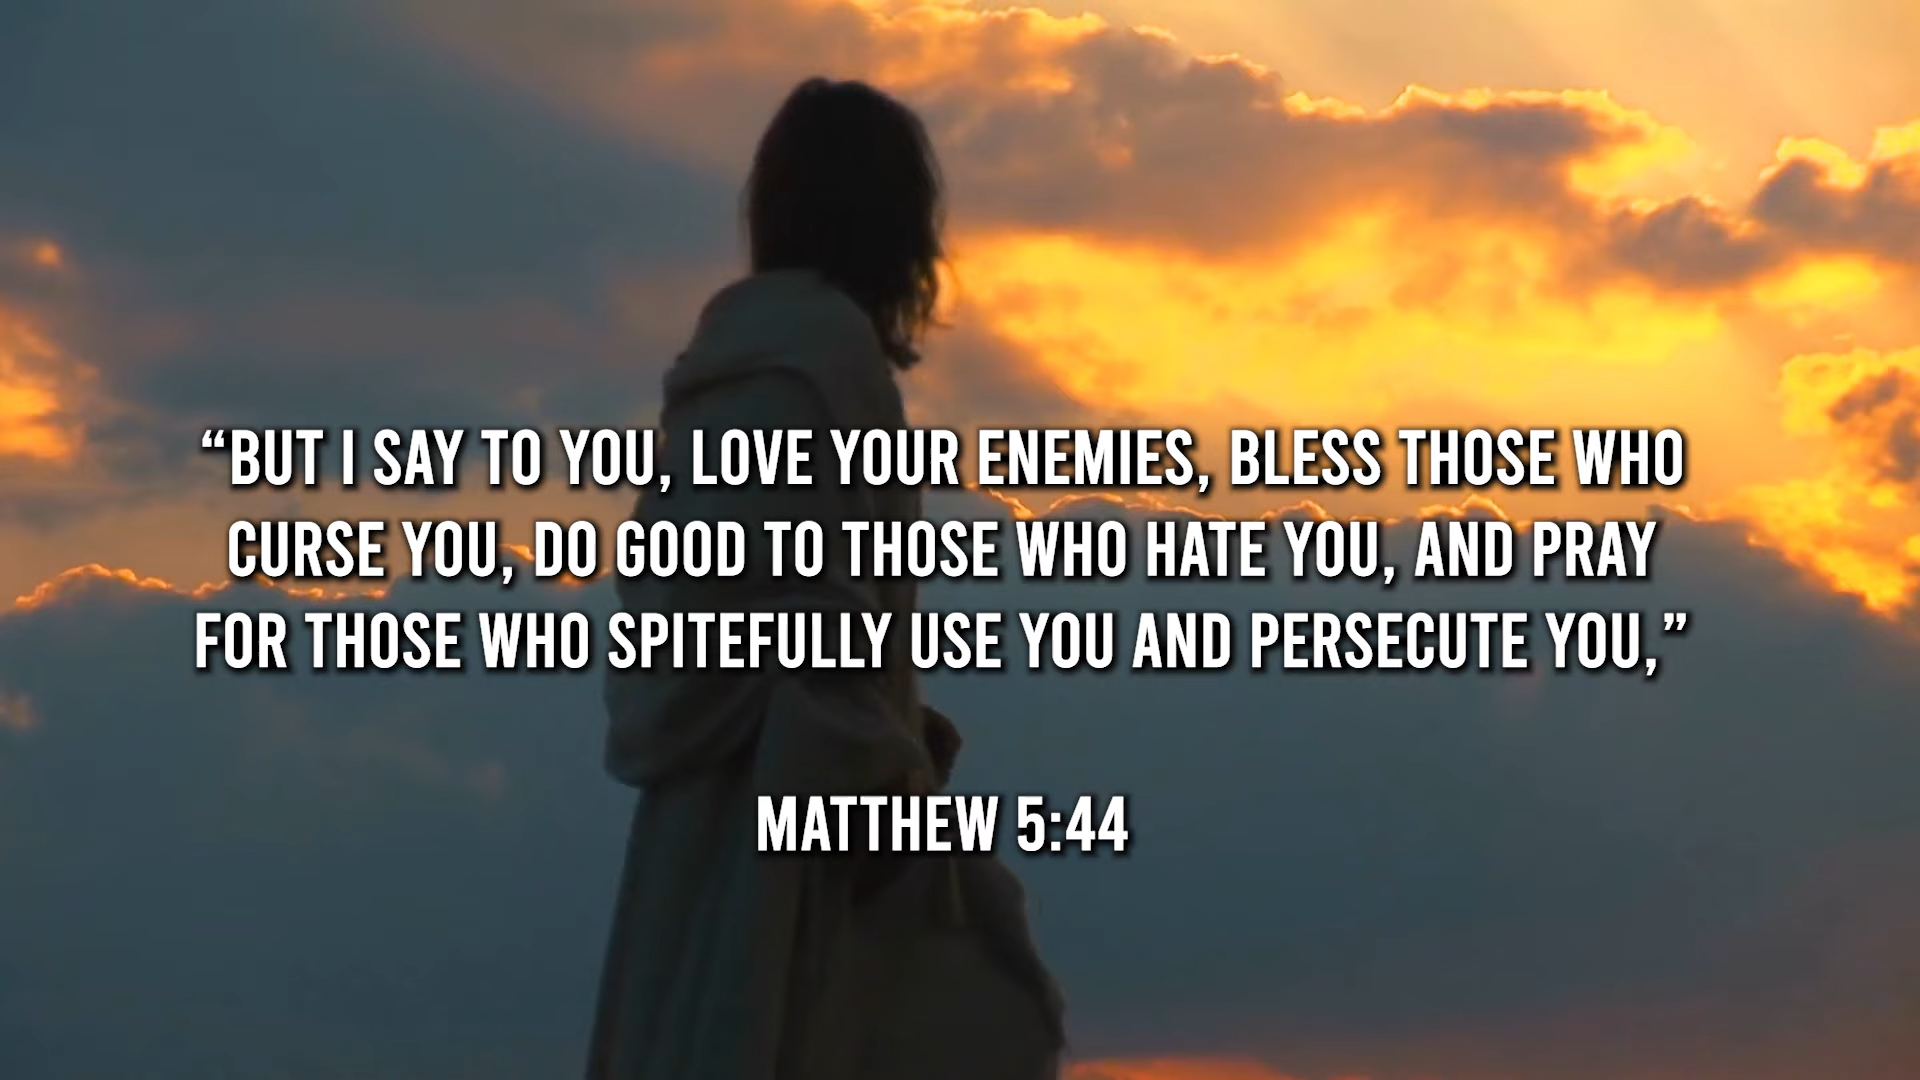 “BUT I SAY TO YOU, LOVE YOUR ENEMIES, BLESS THOSE WHO
CURSE YOU, DO GOOD TO THOSE WHO HATE YOU, AND PRAY
FOR THOSE WHO SPITEFULLY USE YOU AND PERSECUTE YOU,”
MATTHEW 5:44